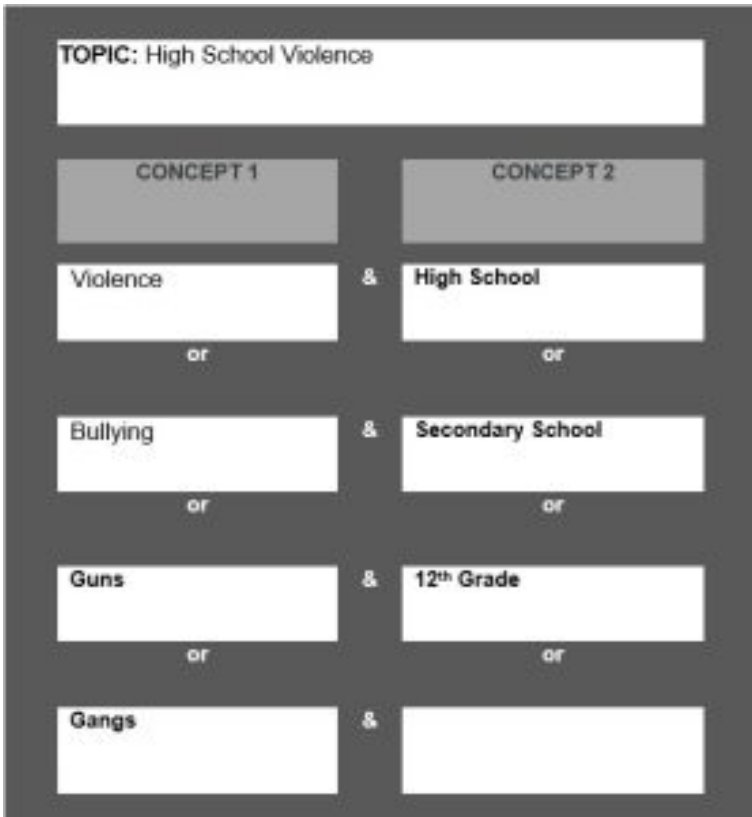 TOPIC: High School Violence
CONCEPT 1 CONCEPT 2
Violence & High School
or or
Bullying & Secondary School
or or
Guns & 12th Grade
or or
Gangs &